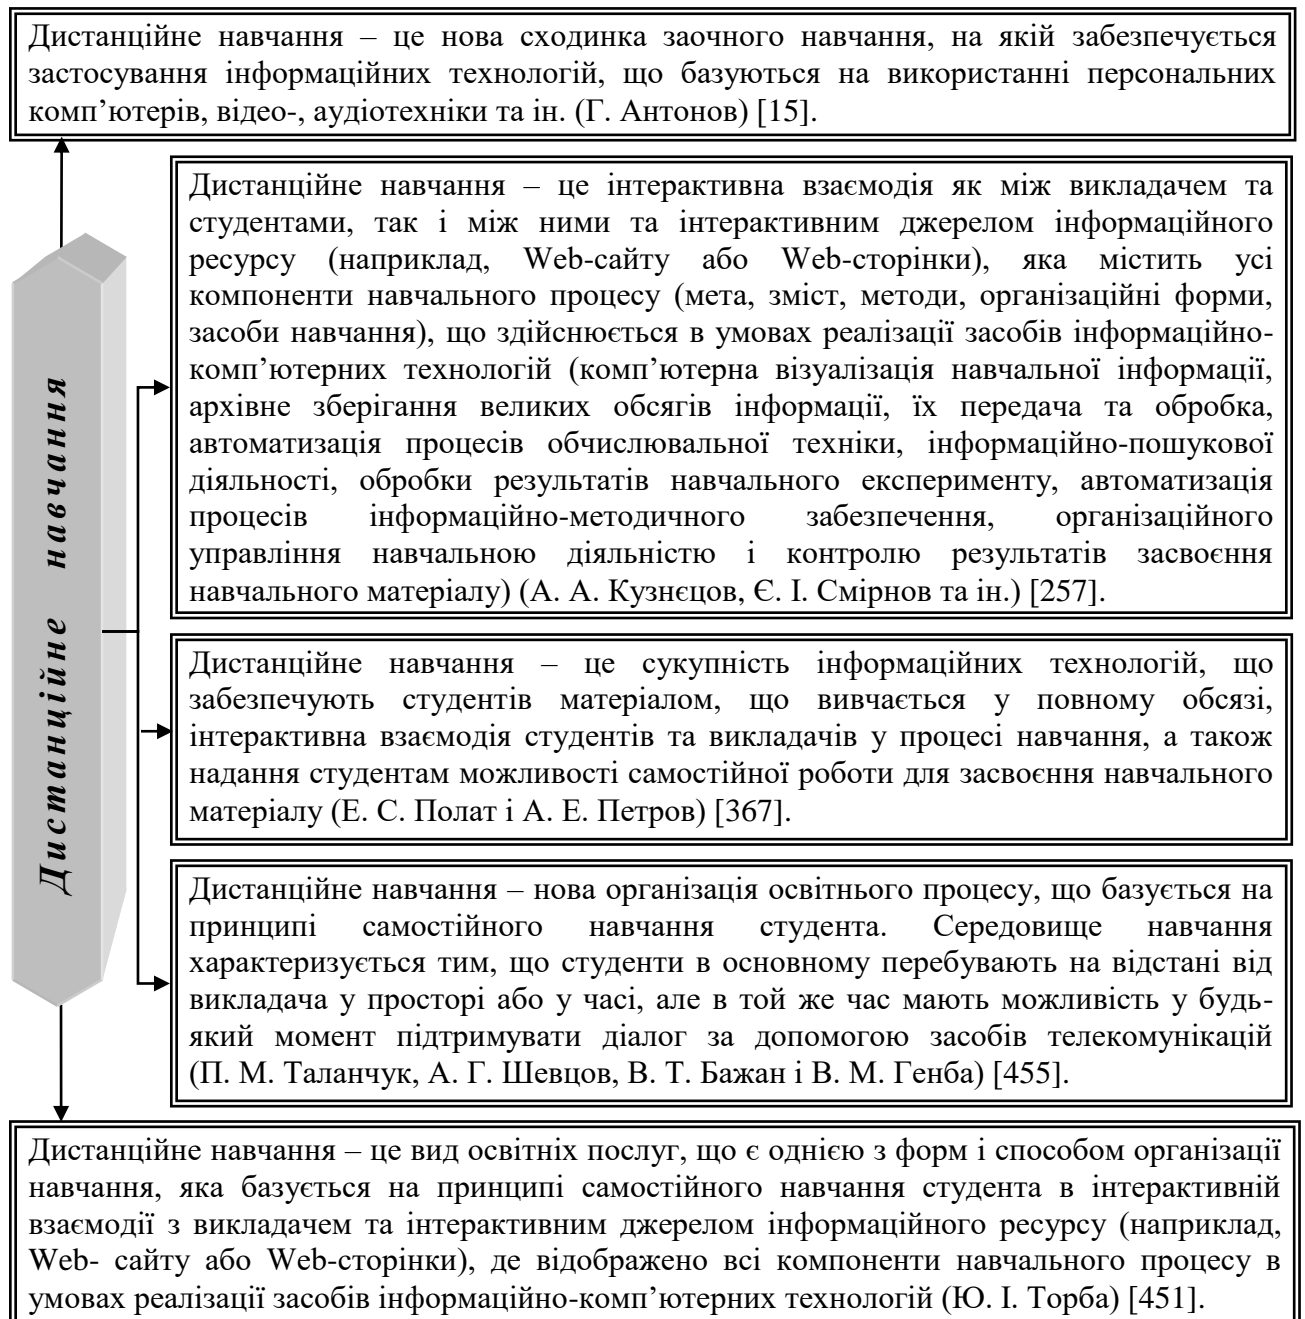 Дистанційне навчання – це нова сходинка заочного навчання, на якій забезпечується
застосування інформаційних технологій, що базуються на використанні персональних
комп’ютерів, відео-, аудіотехніки та ін. (Г. Антонов) [15].
Дистанційне навчання
Дистанційне навчання – це інтерактивна взаємодія як між викладачем та
студентами, так і між ними та інтерактивним джерелом інформаційного
ресурсу (наприклад, Web-сайту або Web-сторінки), яка містить усі
компоненти навчального процесу (мета, зміст, методи, організаційні форми,
засоби навчання), що здійснюється в умовах реалізації засобів інформаційно-
комп’ютерних технологій (комп’ютерна візуалізація навчальної інформації,
архівне зберігання великих обсягів інформації, їх передача та обробка,
автоматизація процесів обчислювальної техніки, інформаційно-пошукової
діяльності, обробки результатів навчального експерименту, автоматизація
процесів інформаційно-методичного забезпечення, організаційного
управління навчальною діяльністю і контролю результатів засвоєння
навчального матеріалу) (А. А. Кузнєцов, Є. І. Смірнов та ін.) [257].
Дистанційне навчання – це сукупність інформаційних технологій, що
забезпечують студентів матеріалом, що вивчається у повному обсязі,
інтерактивна взаємодія студентів та викладачів у процесі навчання, а також
надання студентам можливості самостійної роботи для засвоєння навчального
матеріалу (Е. С. Полат і А. Е. Петров) [367].
Дистанційне навчання – нова організація освітнього процесу, що базується на
принципі самостійного навчання студента. Середовище навчання
характеризується тим, що студенти в основному перебувають на відстані від
викладача у просторі або у часі, але в той же час мають можливість у будь-
який момент підтримувати діалог за допомогою засобів телекомунікацій
(П. М. Таланчук, А. Г. Шевцов, В. Т. Бажан і В. М. Генба) [455].
Дистанційне навчання – це вид освітніх послуг, що є однією з форм і способом організації
навчання, яка базується на принципі самостійного навчання студента в інтерактивній
взаємодії з викладачем та інтерактивним джерелом інформаційного ресурсу (наприклад,
Web- сайту або Web-сторінки), де відображено всі компоненти навчального процесу в
умовах реалізації засобів інформаційно-комп’ютерних технологій (Ю. І. Торба) [451].